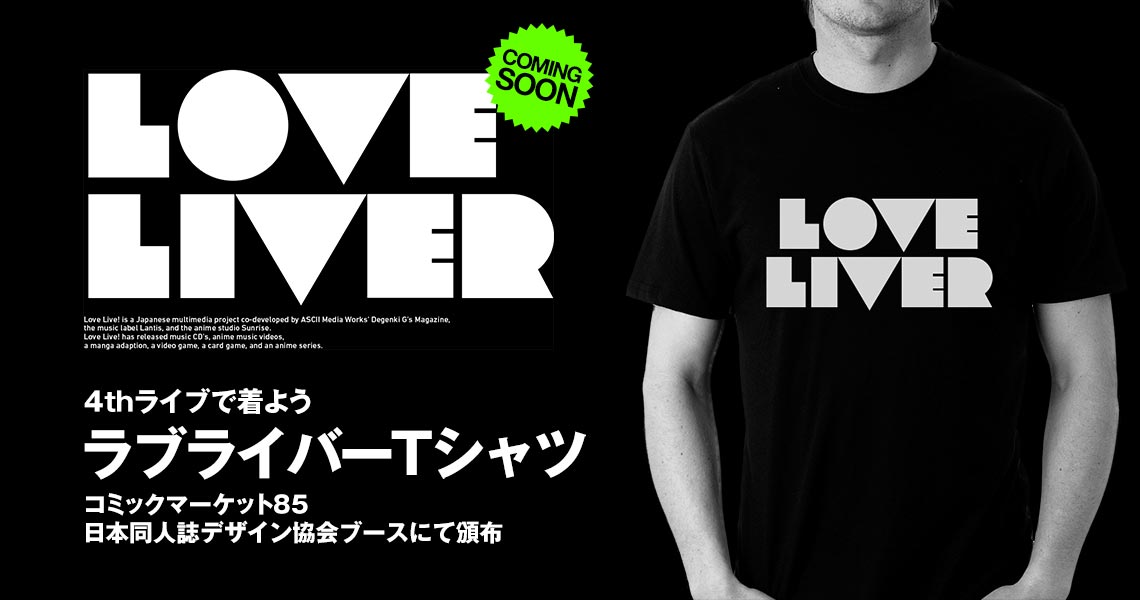 LOVE
LIVER
COMING
SOON
Love Live! is a Japanese multimedia project co-developed by ASCII Media Works' Degenki G's Magazine,
the music label Lantis, and the anime studio Sunrise.
Love Live! has released music CD's, anime music videos,
a manga adaption, a video game, a card game, and an anime series.
4thライブで着よう
ラブライバーTシャツ
コミックマーケット85
日本同人誌デザイン協会ブースにて頒布
LOVE
LIVER